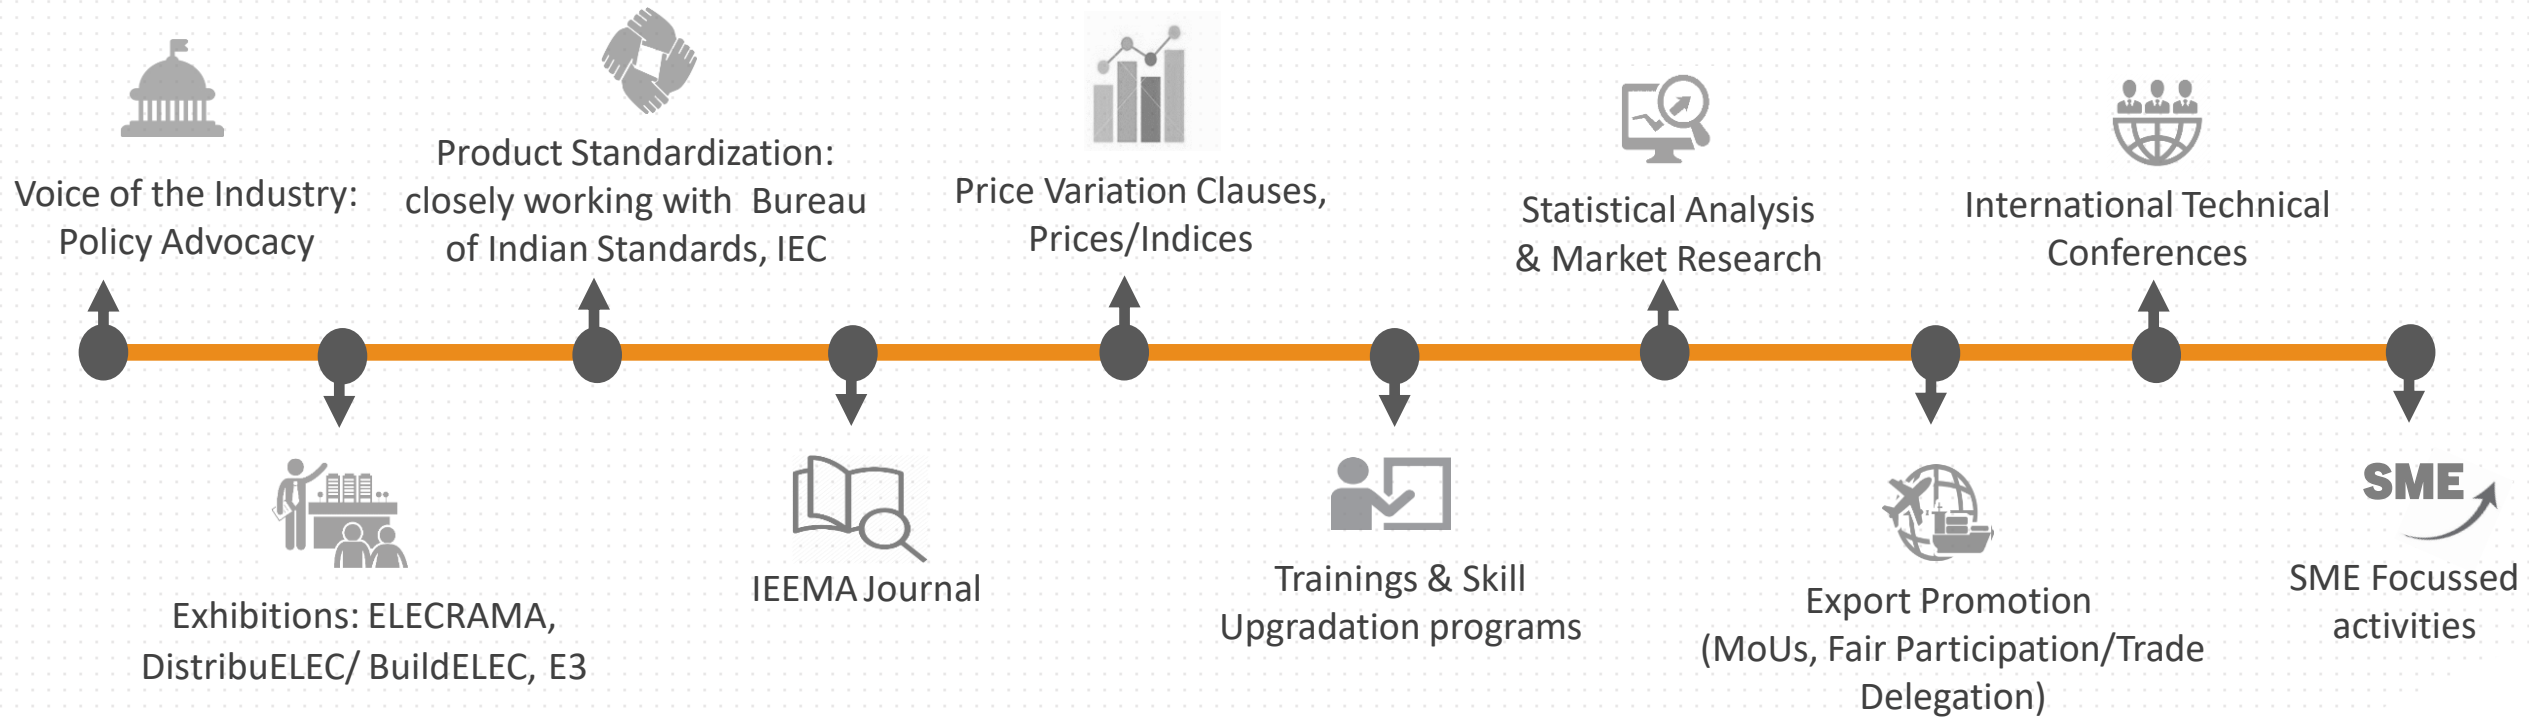 Voice of the Industry:
Policy Advocacy
Product Standardization:
closely working with Bureau
of Indian Standards, IEC
Price Variation Clauses,
Prices/Indices
Statistical Analysis
& Market Research
International Technical
Conferences
Exhibitions: ELECRAMA,
DistribuELEC/ BuildELEC, E3
IEEMA Journal
Trainings & Skill
Upgradation programs
Export Promotion
(MoUs, Fair Participation/Trade
Delegation)
SME
SME Focussed
activities